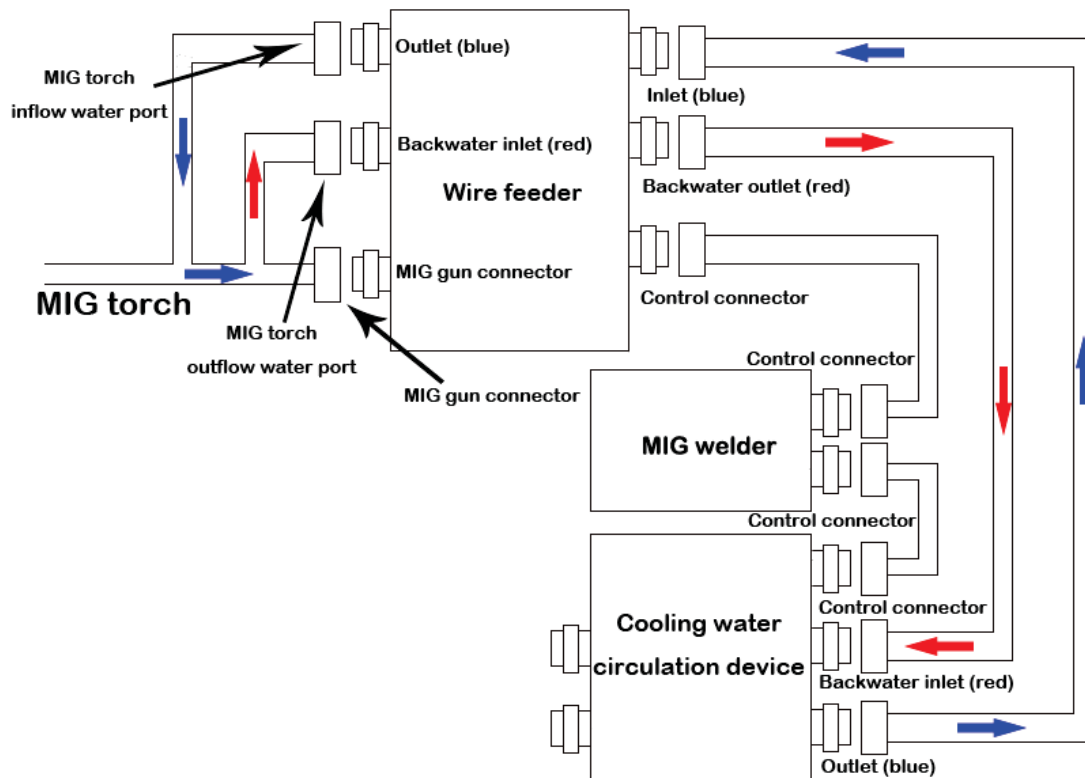 Outlet (blue)
MIG torch
inflow water port
Inlet (blue)
Backwater inlet (red)
Backwater outlet (red)
Wire feeder
MIG gun connector
Control connector
MIG torch
MIG torch
outflow water port
MIG gun connector
Control connector
MIG welder
Control connector
Control connector
Cooling water
circulation device
Backwater inlet (red)
Outlet (blue)